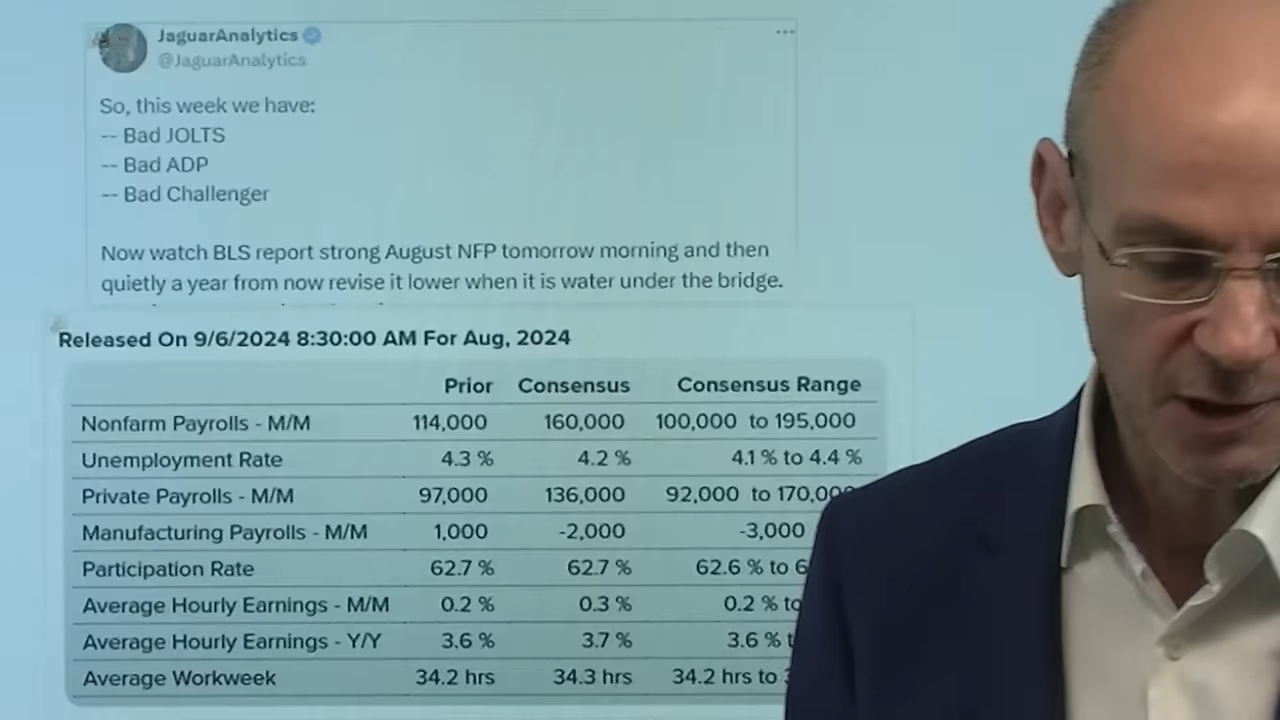 JaguarAnalytics
@JaguarAnalytics
So, this week we have:
-- Bad JOLTS
-- Bad ADP
-- Bad Challenger
Now watch BLS report strong August NFP tomorrow morning and then
quietly a year from now revise it lower when it is water under the bridge.
Released On 9/6/2024 8:30:00 AM For Aug, 2024
Prior Consensus Consensus Range
Nonfarm Payrolls - M/M 114,000 160,000 100,000 to 195,000
Unemployment Rate 4.3 % 4.2 % 4.1 % to 4.4 %
Private Payrolls - M/M 97,000 136,000 92,000 to 170,000
Manufacturing Payrolls - M/M 1,000 -2,000 -3,000
Participation Rate 62.7 % 62.7 % 62.6 % to
Average Hourly Earnings - M/M 0.2 % 0.3 % 0.2 % to
Average Hourly Earnings - Y/Y 3.6 % 3.7 % 3.6 %
Average Workweek 34.2 hrs 34.3 hrs 34.2 hrs to